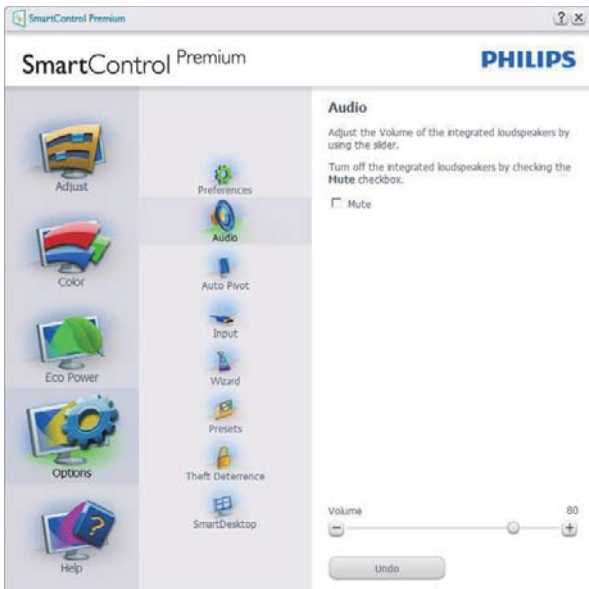 SmartControl Premium
? x
SmartControl Premium
PHILIPS
Adjust
Color
Eco Power
Options
Help
Preferences
Audio
Auto Pivot
Input
Wizard
Presets
Theft Deterrence
SmartDesktop
Audio
Adjust the Volume of the integrated loudspeakers by
using the slider.
Turn off the integrated loudspeakers by checking the
Mute checkbox.
Mute
Volume 80
Undo